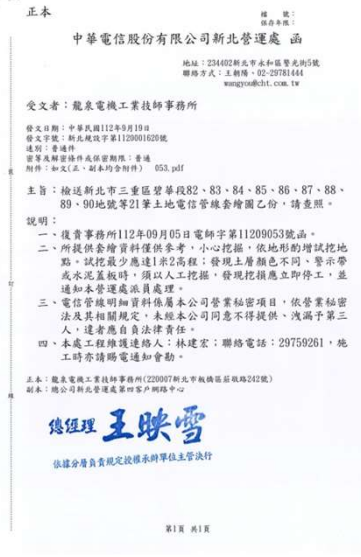 正本
檔　號：
保存年限：
中華電信股份有限公司新北營運處　函
地址：234402新北市永和區警光街5號
聯絡方式：王朝陽，02-29781444
wangyou@cht.com.tw
受文者：龍泉電機工業技師事務所
發文日期：中華民國112年9月19日
發文字號：新北規設字第1120001620號
速別：普通件
密等及解密條件或保密期限：普通
附件：如文(正、副本均含附件)　053.pdf
主旨：檢送新北市三重區碧華段82、83、84、85、86、87、88、
89、90地號等21筆土地電信管線套繪圖乙份，請查照。
說明：
一、復貴事務所112年09月05日電師字第11209053號函。
二、所提供套繪資料僅供參考，小心挖掘，依地形酌增試挖地
點。試挖最少應達1米2高程；發現土層顏色不同、警示帶
或水泥蓋板時，須以人工挖掘，發現挖損應立即停工，並
通知本營運處派員處理。
三、電信管線明細資料係屬本公司營業秘密項目，依營業秘密
法及其相關規定，未經本公司同意不得提供、洩漏予第三
人，違者應自負法律責任。
四、本處工程維護連絡人：林建宏；聯絡電話：29759261，施
工時亦請賜電通知會勘。
正本：龍泉電機工業技師事務所(220007新北市板橋區莊敬路242號)
副本：總公司新北營運處第四客戶網路中心
總經理　王映雪
依據分層負責規定授權承辦單位主管決行
裝
訂
線
第1頁　共1頁